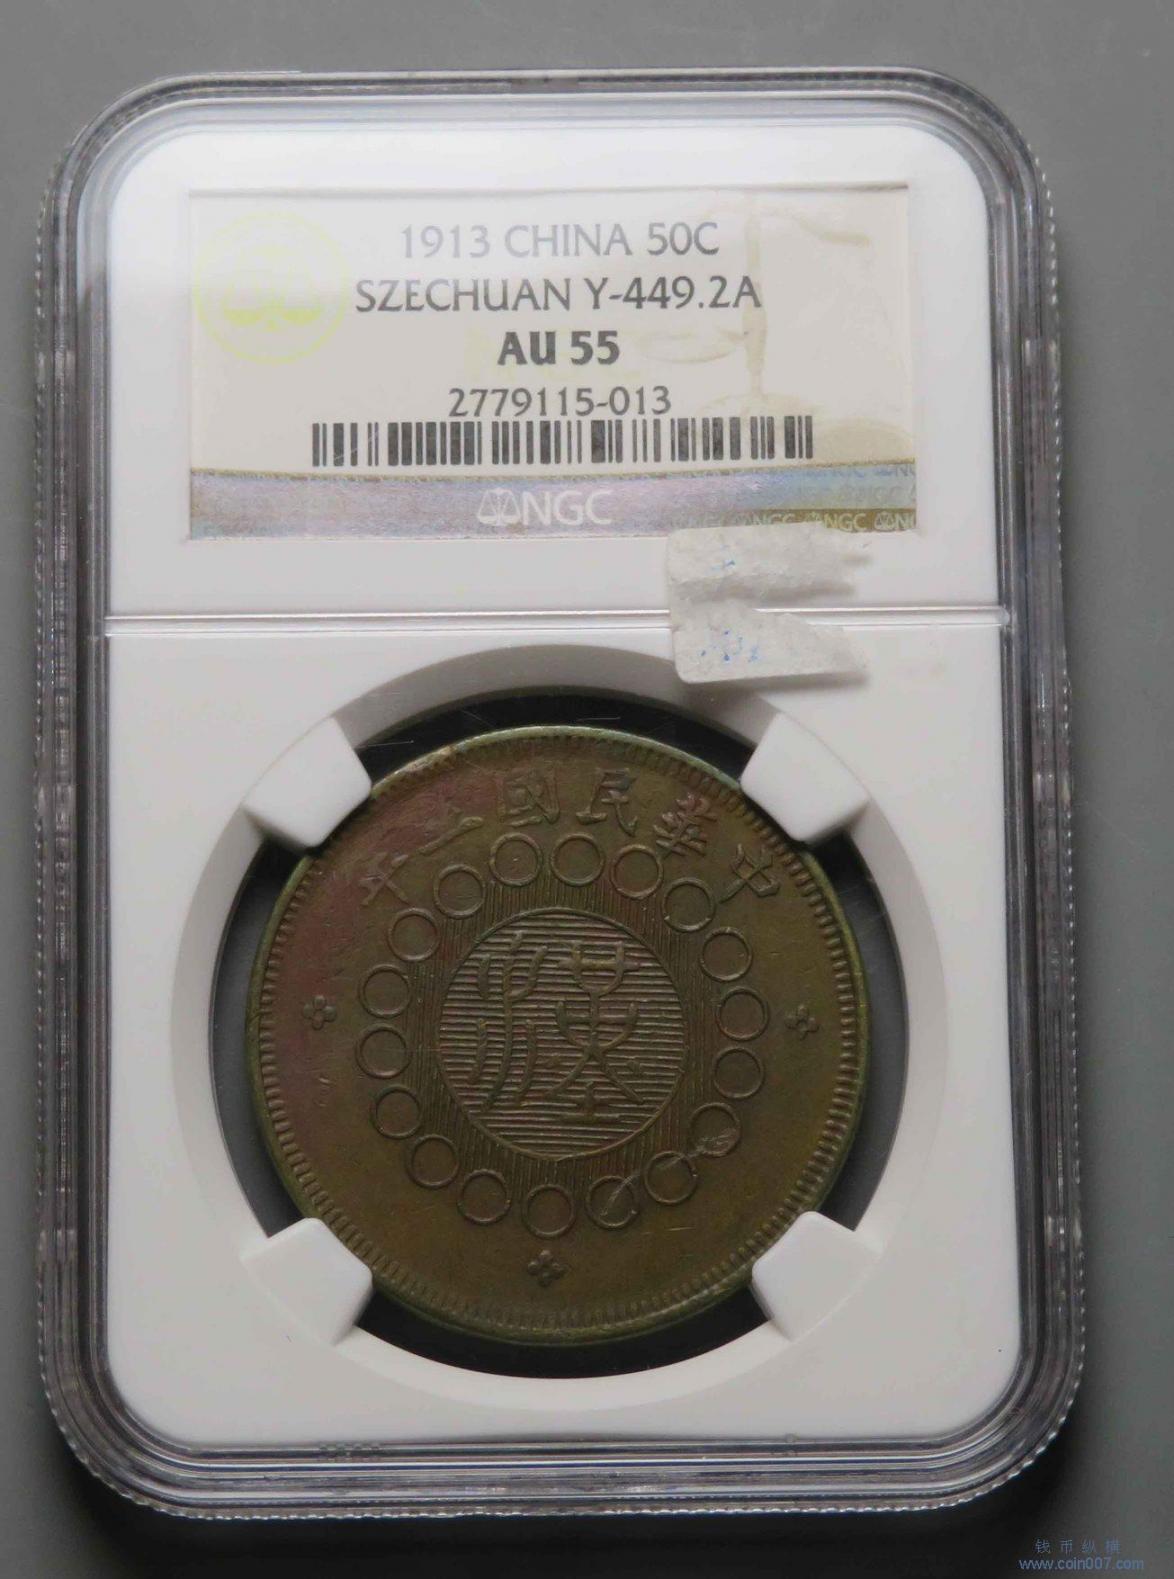 1913 CHINA 50C
SZECHUAN Y-449.2A
AU 55
2779115-013
NGC
中華民國二年
漢
钱币纵横
www.coin007.com